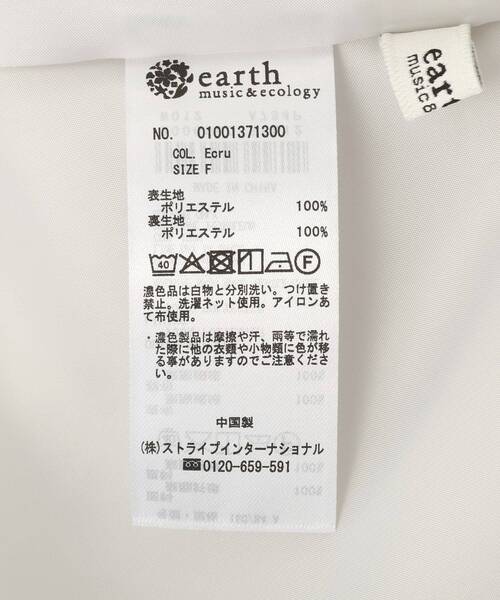 earth
music&ecology
earth
music&
NO. 01001371300
COL. Ecru
SIZE F
表生地
ポリエステル 100%
裏生地
ポリエステル 100%
40
濃色品は白物と分別洗い。つけ置き
禁止。洗濯ネット使用。アイロンあ
て布使用。
・濃色製品は摩擦や汗、雨等で濡れ
た際に他の衣類や小物類に色が移
る事がありますのでご注意くださ
い。
中国製
(株)ストライプインターナショナル
0120-659-591